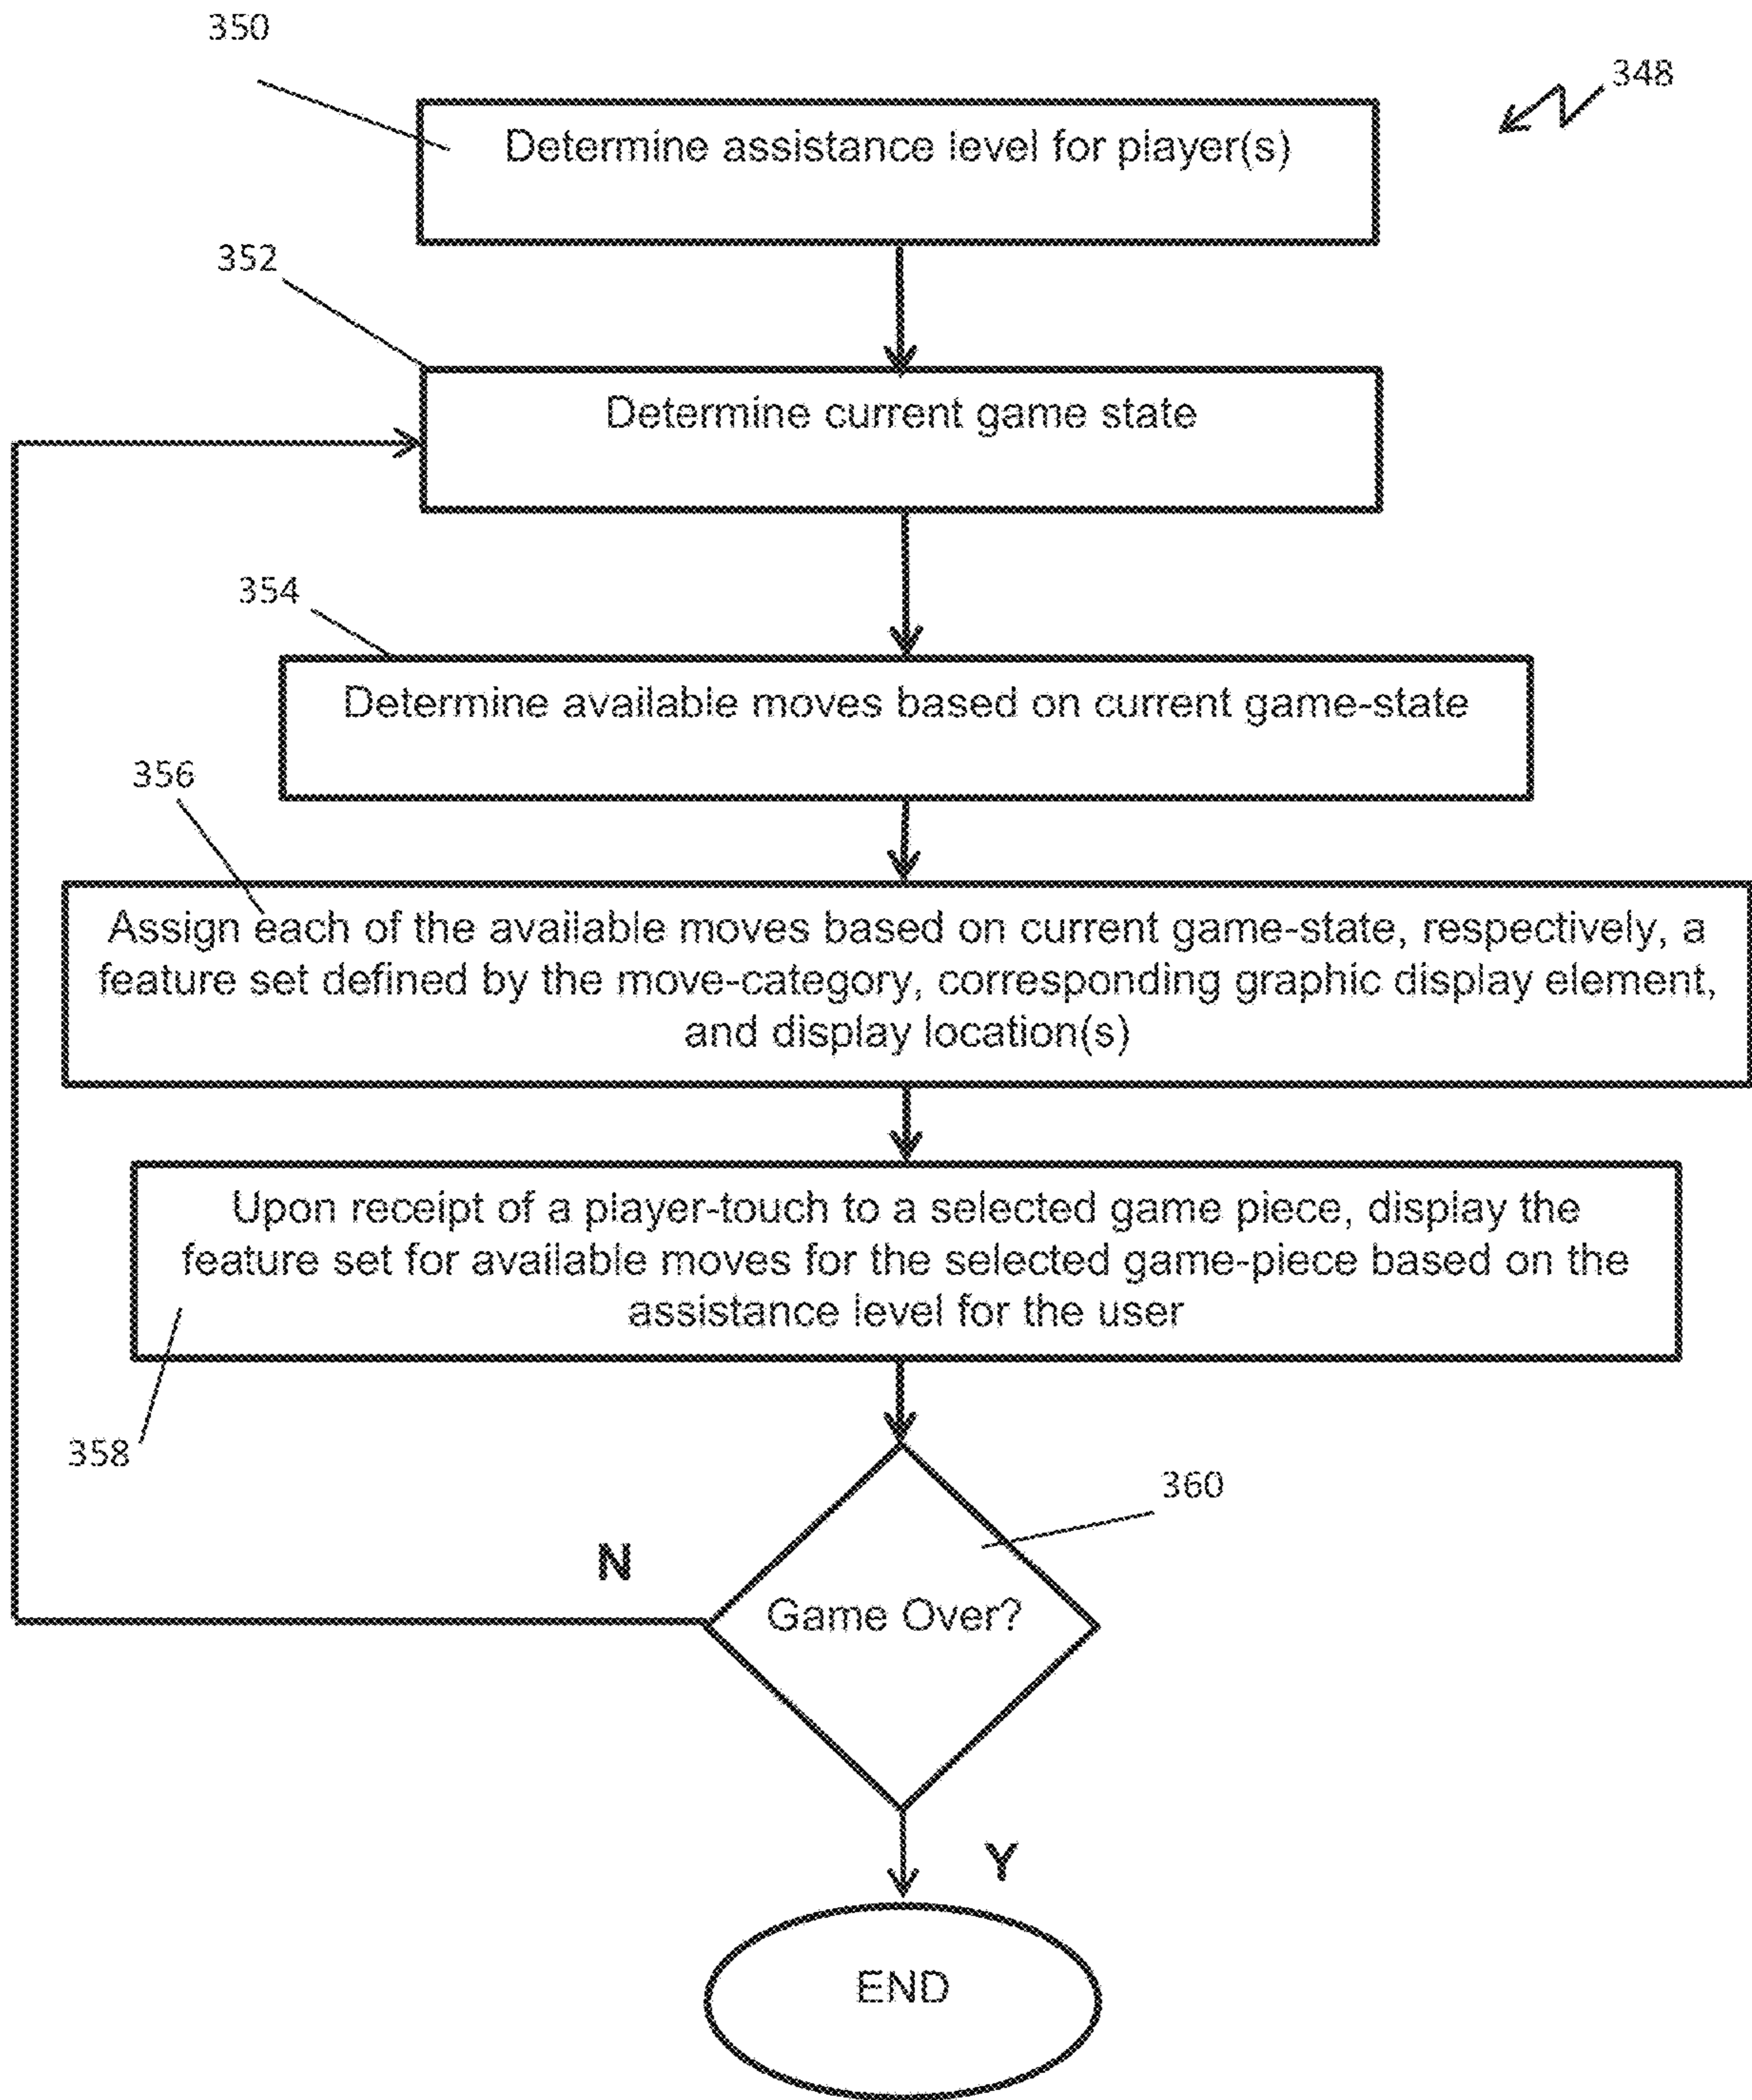 350
348
Determine assistance level for player(s)
352
Determine current game state
354
Determine available moves based on current game-state
356
Assign each of the available moves based on current game-state, respectively, a
feature set defined by the move-category, corresponding graphic display element,
and display location(s)
Upon receipt of a player-touch to a selected game piece, display the
feature set for available moves for the selected game-piece based on the
assistance level for the user
358
360
N
Game Over?
Y
END